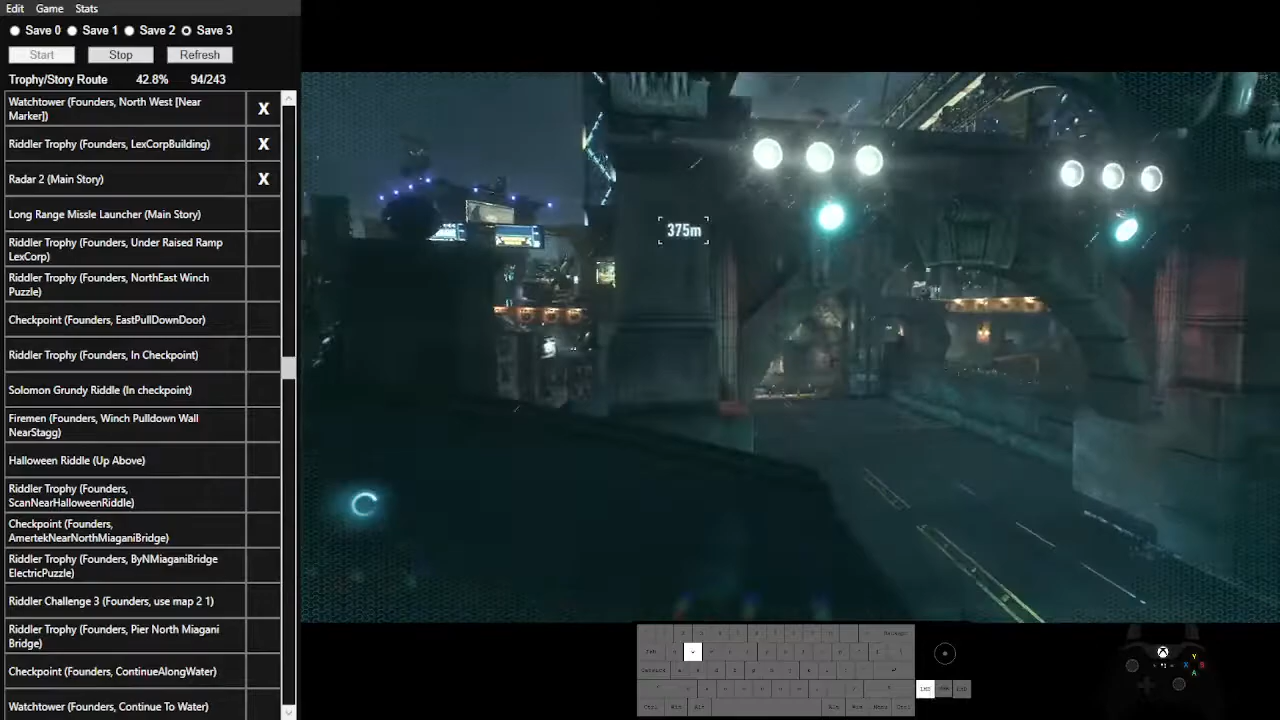 Edit Game Stats
Save 0 Save 1 Save 2 Save 3
Start Stop Refresh
Trophy/Story Route 42.8% 94/243
Watchtower (Founders, North West [Near
Marker]) X
Riddler Trophy (Founders, LexCorpBuilding) X
Radar 2 (Main Story) X
Long Range Missle Launcher (Main Story)
Riddler Trophy (Founders, Under Raised Ramp
LexCorp)
Riddler Trophy (Founders, NorthEast Winch
Puzzle)
Checkpoint (Founders, EastPullDownDoor)
Riddler Trophy (Founders, In Checkpoint)
Solomon Grundy Riddle (In checkpoint)
Firemen (Founders, Winch Pulldown Wall
NearStagg)
Halloween Riddle (Up Above)
Riddler Trophy (Founders,
ScanNearHalloweenRiddle)
Checkpoint (Founders,
AmertekNearNorthMiaganiBridge)
Riddler Trophy (Founders, ByNMiaganiBridge
ElectricPuzzle)
Riddler Challenge 3 (Founders, use map 2 1)
Riddler Trophy (Founders, Pier North Miagani
Bridge)
Checkpoint (Founders, ContinueAlongWater)
Watchtower (Founders, Continue To Water)
375m
Y
X B
A
Tab
Ctrl Win Alt
LMB